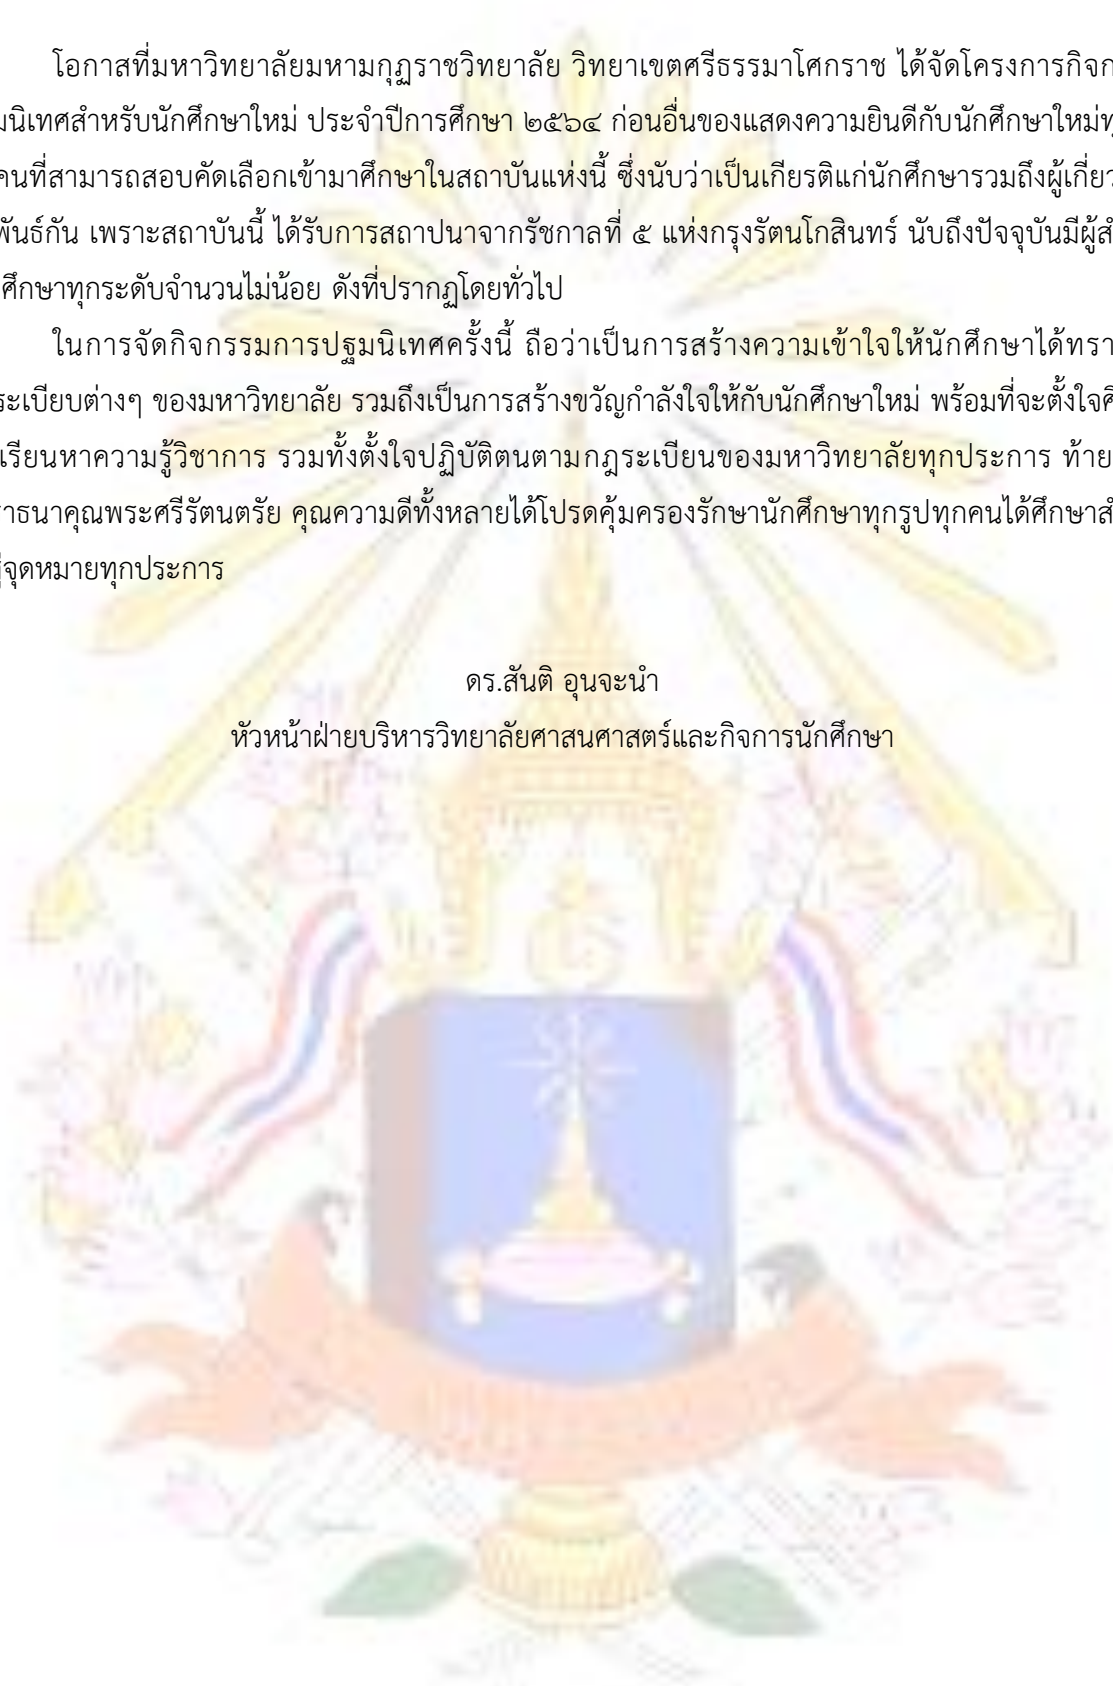 โอกาสที่มหาวิทยาลัยมหามกุฏราชวิทยาลัย วิทยาเขตศรีธรรมาโศกราช ได้จัดโครงการกิจก
มนิเทศสำหรับนักศึกษาใหม่ ประจำปีการศึกษา ๒๕๖๔ ก่อนอื่นของแสดงความยินดีกับนักศึกษาใหม่ทุ
คนที่สามารถสอบคัดเลือกเข้ามาศึกษาในสถาบันแห่งนี้ ซึ่งนับว่าเป็นเกียรติแก่นักศึกษารวมถึงผู้เกี่ยว
พันธ์กัน เพราะสถาบันนี้ ได้รับการสถาปนาจากรัชกาลที่ ๕ แห่งกรุงรัตนโกสินทร์ นับถึงปัจจุบันมีผู้สำ
ศึกษาทุกระดับจำนวนไม่น้อย ดังที่ปรากฏโดยทั่วไป
ในการจัดกิจกรรมการปฐมนิเทศครั้งนี้ ถือว่าเป็นการสร้างความเข้าใจให้นักศึกษาได้ทรา
ระเบียบต่างๆ ของมหาวิทยาลัย รวมถึงเป็นการสร้างขวัญกำลังใจให้กับนักศึกษาใหม่ พร้อมที่จะตั้งใจศึ
เรียนหาความรู้วิชาการ รวมทั้งตั้งใจปฏิบัติตนตามกฎระเบียนของมหาวิทยาลัยทุกประการ ท้าย
ราธนาคุณพระศรีรัตนตรัย คุณความดีทั้งหลายได้โปรดคุ้มครองรักษานักศึกษาทุกรูปทุกคนได้ศึกษาสำ
จุดหมายทุกประการ
ดร.สันติ อุนจะนำ
หัวหน้าฝ่ายบริหารวิทยาลัยศาสนศาสตร์และกิจการนักศึกษา